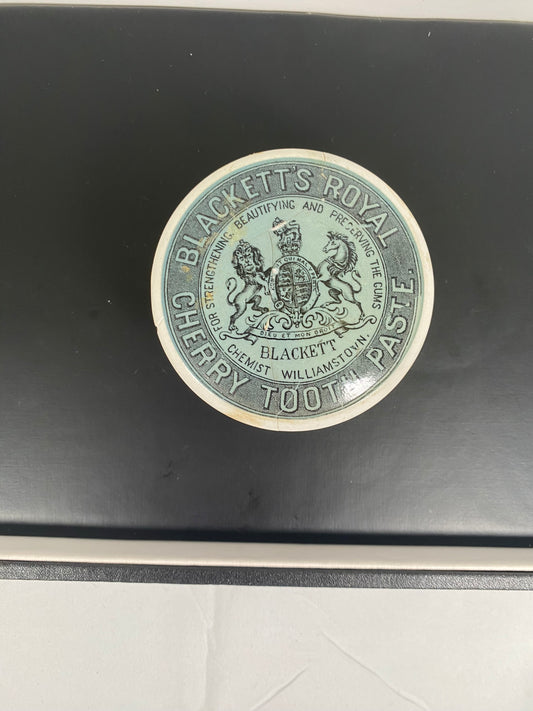 BLACKETT'S ROYAL
CHERRY TOOTH PASTE.
FOR STRENGTHENING, BEAUTIFYING AND PRESERVING THE GUMS
DIEU ET MON DROIT
BLACKETT
CHEMIST WILLIAMSTOWN.